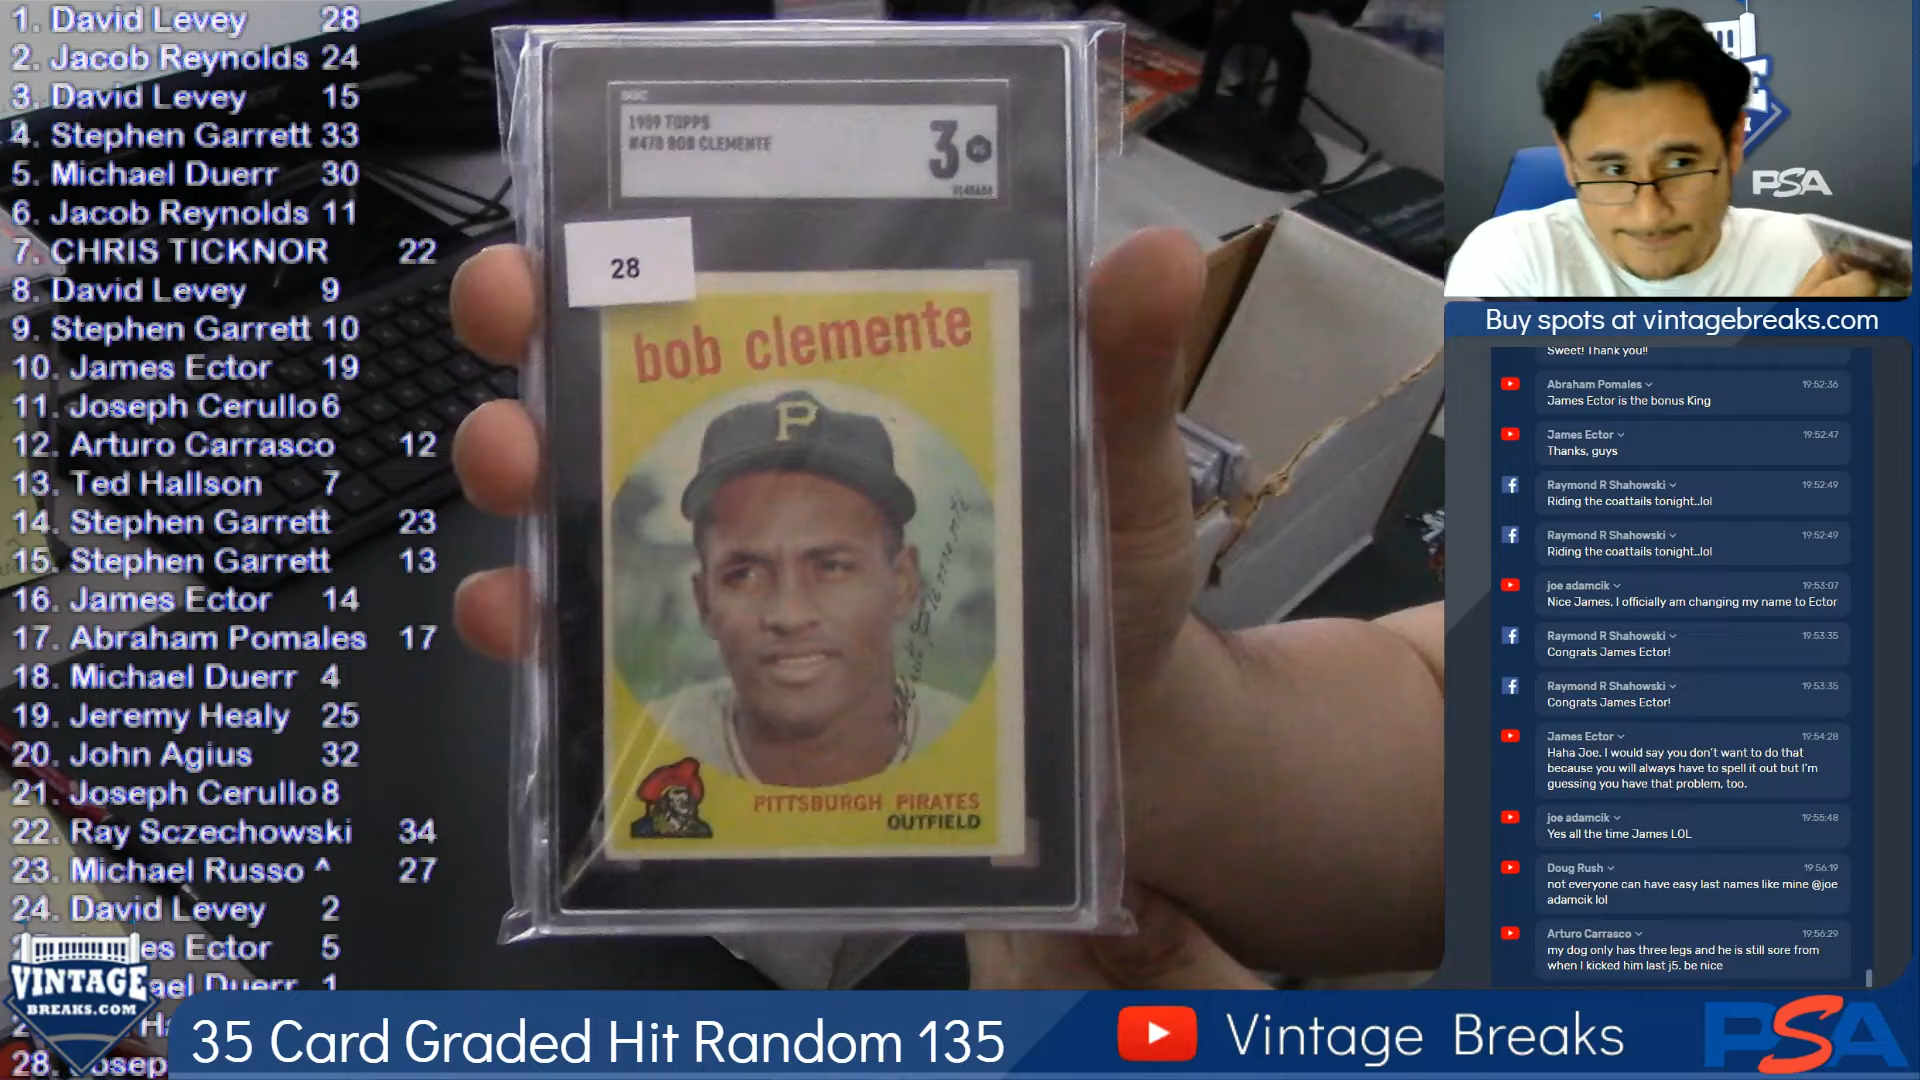 1. David Levey 28
2. Jacob Reynolds 24
3. David Levey 15
4. Stephen Garrett 33
5. Michael Duerr 30
6. Jacob Reynolds 11
7. CHRIS TICKNOR 22
8. David Levey 9
9. Stephen Garrett 10
10. James Ector 19
11. Joseph Cerullo 6
12. Arturo Carrasco 12
13. Ted Hallson 7
14. Stephen Garrett 23
15. Stephen Garrett 13
16. James Ector 14
17. Abraham Pomales 17
18. Michael Duerr 4
19. Jeremy Healy 25
20. John Agius 32
21. Joseph Cerullo 8
22. Ray Sczechowski 34
23. Michael Russo ^ 27
24. David Levey 2
es Ector 5
ael Duerr 1
28.
VINTAGE
BREAKS.COM
1959 TOPPS
#478 BOB CLEMENTE
3
28
bob clemente
P
PITTSBURGH PIRATES
OUTFIELD
PSA
Buy spots at vintagebreaks.com
Sweet! Thank you!!
Abraham Pomales 19:52:36
James Ector is the bonus King
James Ector 19:52:47
Thanks, guys
Raymond R Shahowski 19:52:49
Riding the coattails tonight..lol
Raymond R Shahowski 19:52:49
Riding the coattails tonight..lol
joe adamcik 19:53:07
Nice James, I officially am changing my name to Ector
Raymond R Shahowski 19:53:35
Congrats James Ector!
Raymond R Shahowski 19:53:35
Congrats James Ector!
James Ector 19:54:28
Haha Joe. I would say you don't want to do that
because you will always have to spell it out but I'm
guessing you have that problem, too.
joe adamcik 19:55:48
Yes all the time James LOL
Doug Rush 19:56:19
not everyone can have easy last names like mine @joe
adamcik lol
Arturo Carrasco 19:56:29
my dog only has three legs and he is still sore from
when I kicked him last j5. be nice
35 Card Graded Hit Random 135
Vintage Breaks
PSA